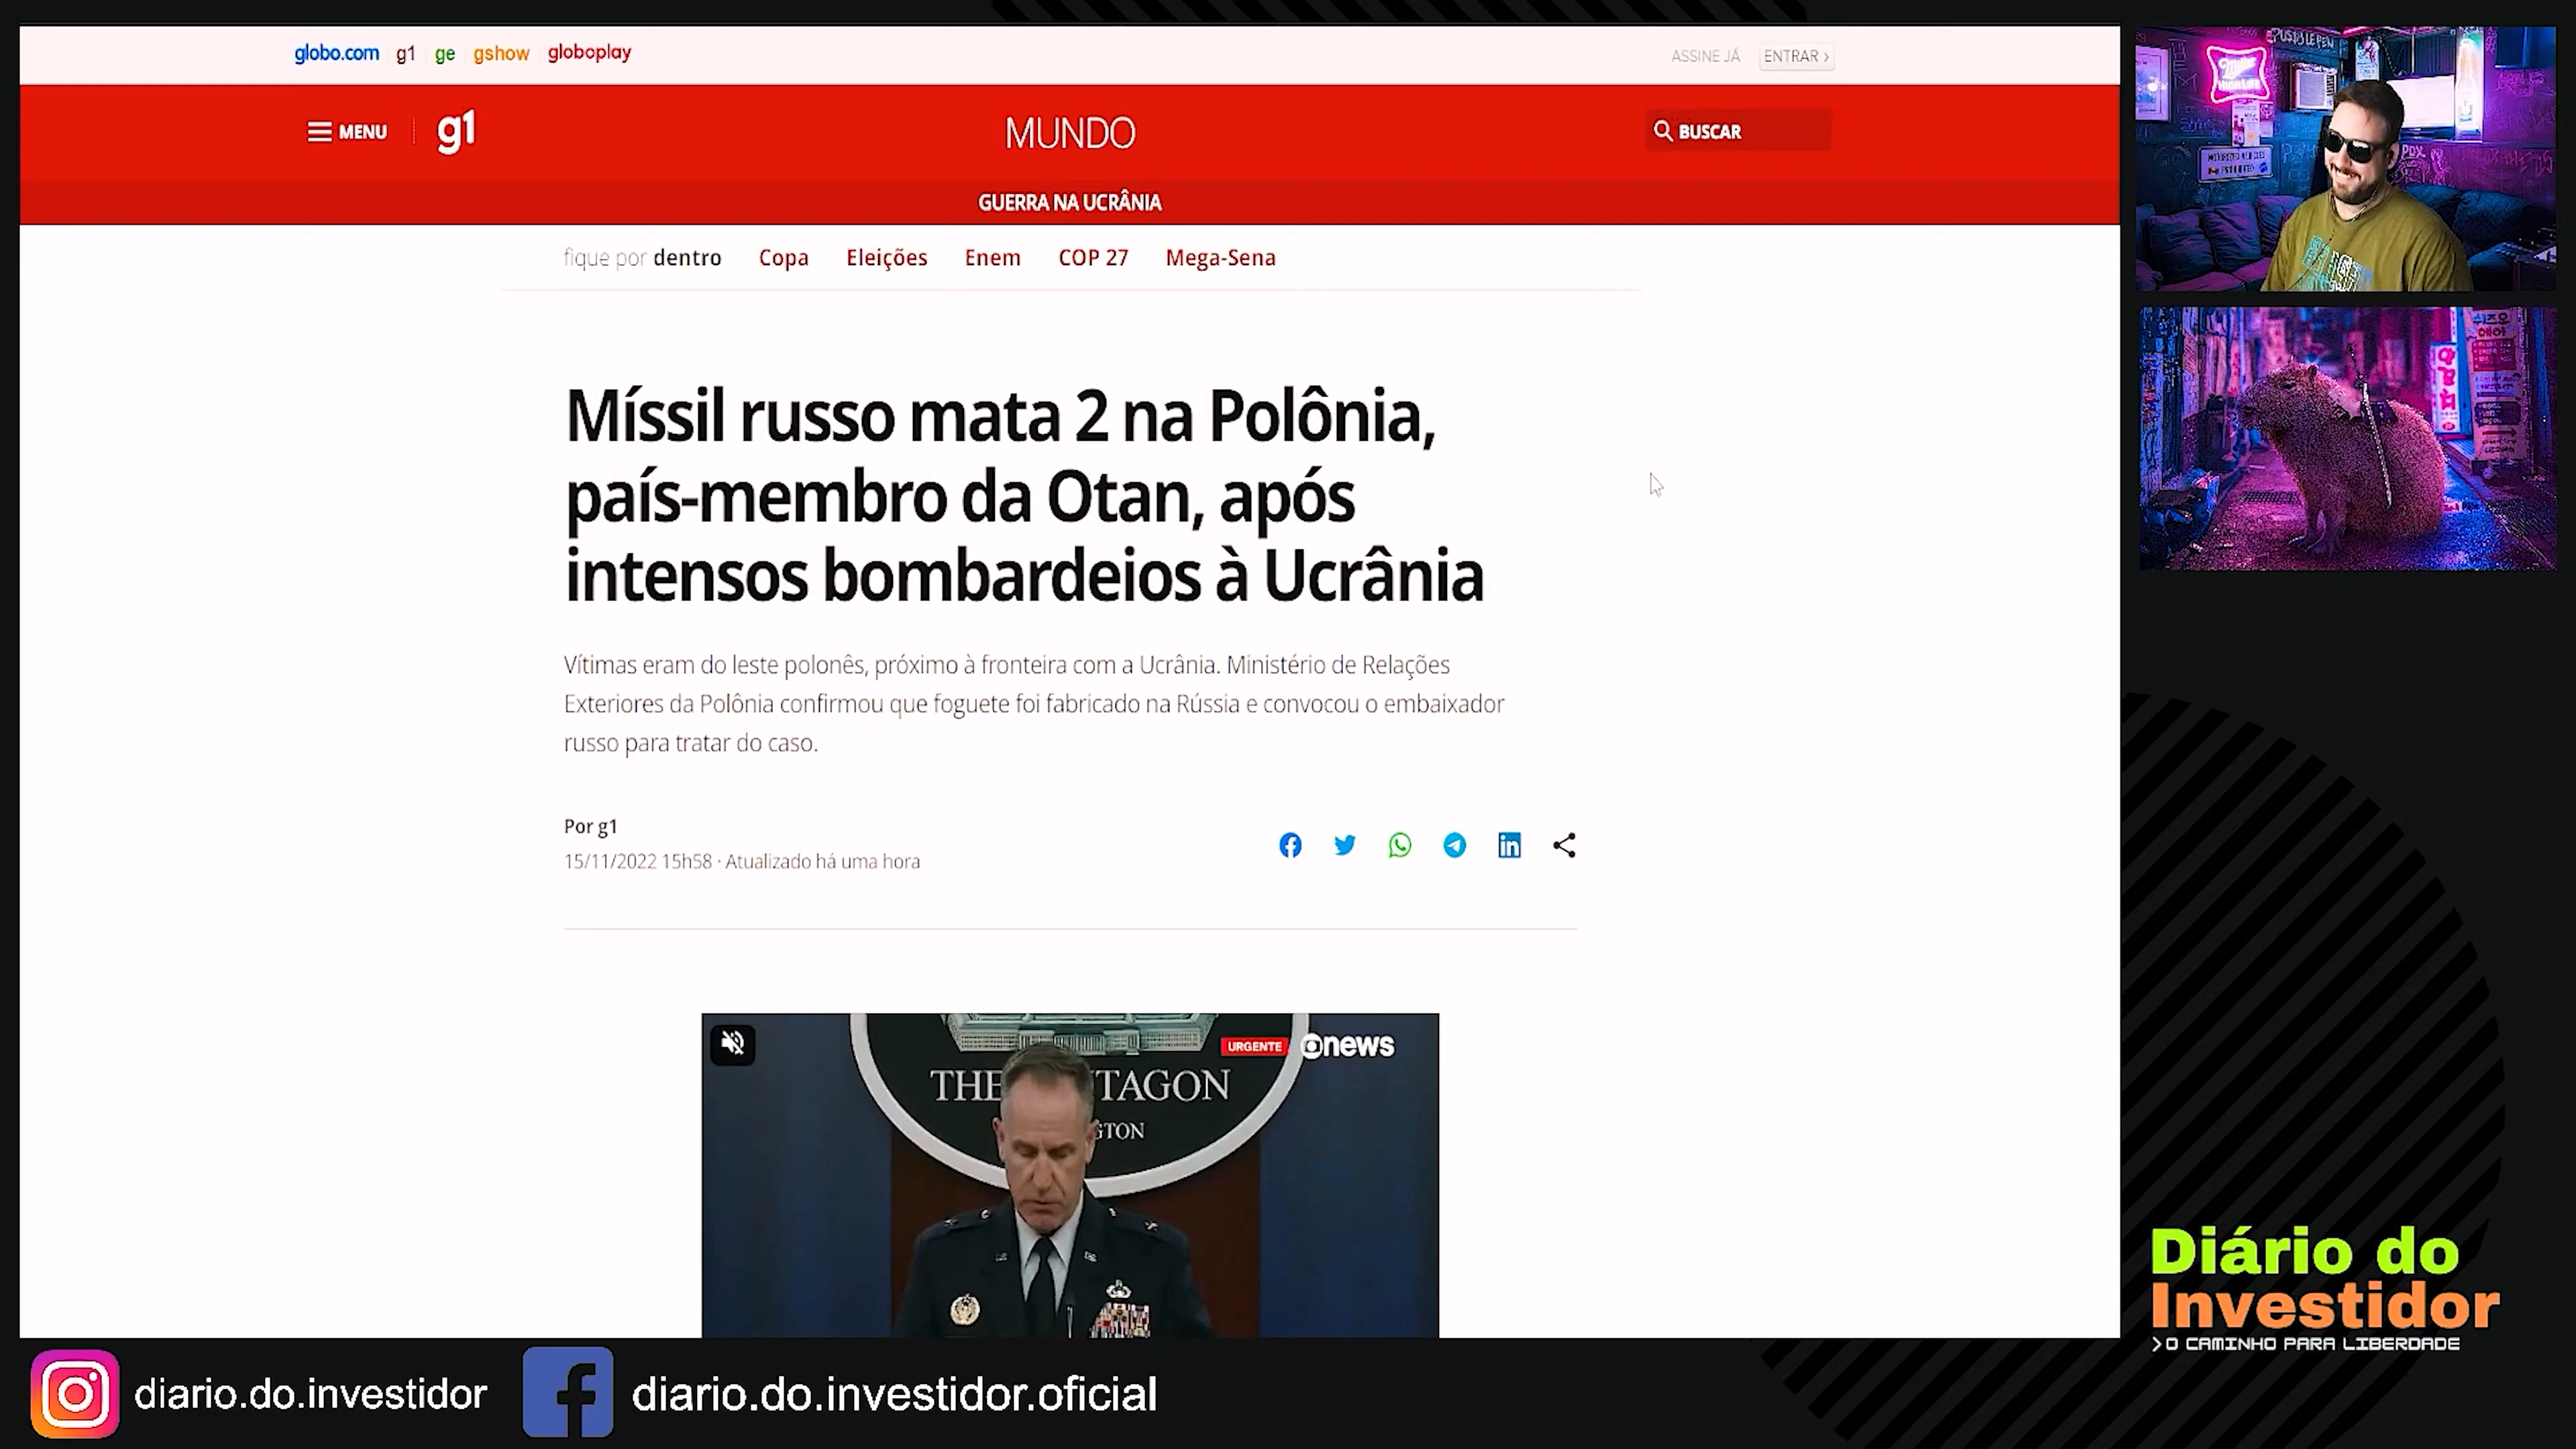 globo.com g1 ge gshow globoplay
ASSINE JÁ ENTRAR ›
MENU g1
MUNDO
BUSCAR
GUERRA NA UCRÂNIA
fique por dentro Copa Eleições Enem COP 27 Mega-Sena
Míssil russo mata 2 na Polônia,
país-membro da Otan, após
intensos bombardeios à Ucrânia
Vítimas eram do leste polonês, próximo à fronteira com a Ucrânia. Ministério de Relações
Exteriores da Polônia confirmou que foguete foi fabricado na Rússia e convocou o embaixador
russo para tratar do caso.
Por g1
15/11/2022 15h58 · Atualizado há uma hora
URGENTE news
THE TAGON
GTON
Diário do
Investidor
>O CAMINHO PARA LIBERDADE
diario.do.investidor
diario.do.investidor.oficial